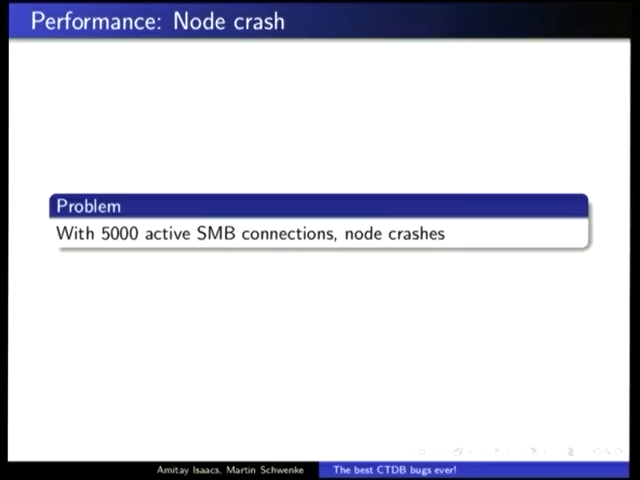 Performance: Node crash
Problem
With 5000 active SMB connections, node crashes
Amitay Isaacs, Martin Schwenke
The best CTDB bugs ever!